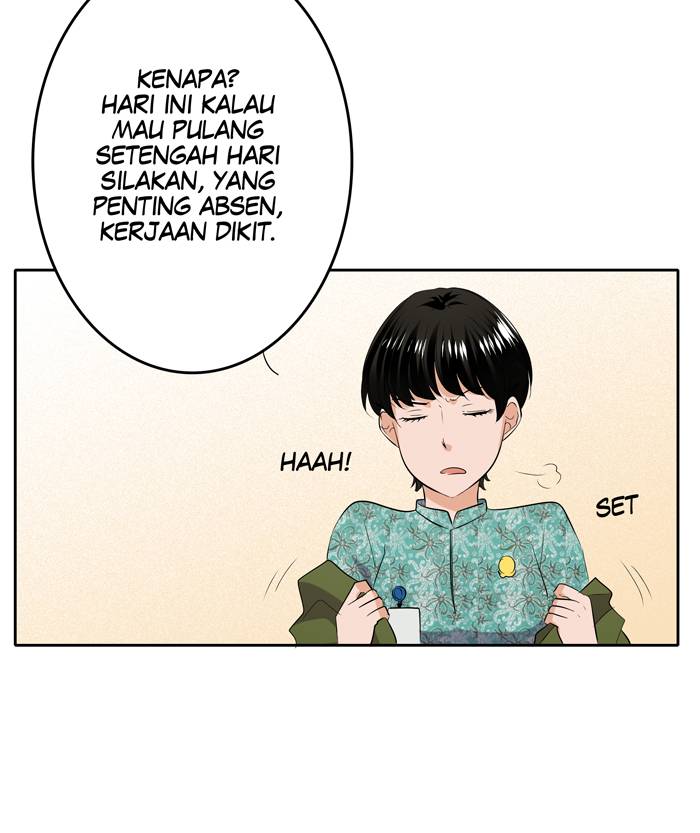 KENAPA?
HARI INI KALAU
MAU PULANG
SETENGAH HARI
SILAKAN, YANG
PENTING ABSEN,
KERJAAN DIKIT.
HAAH!
SET